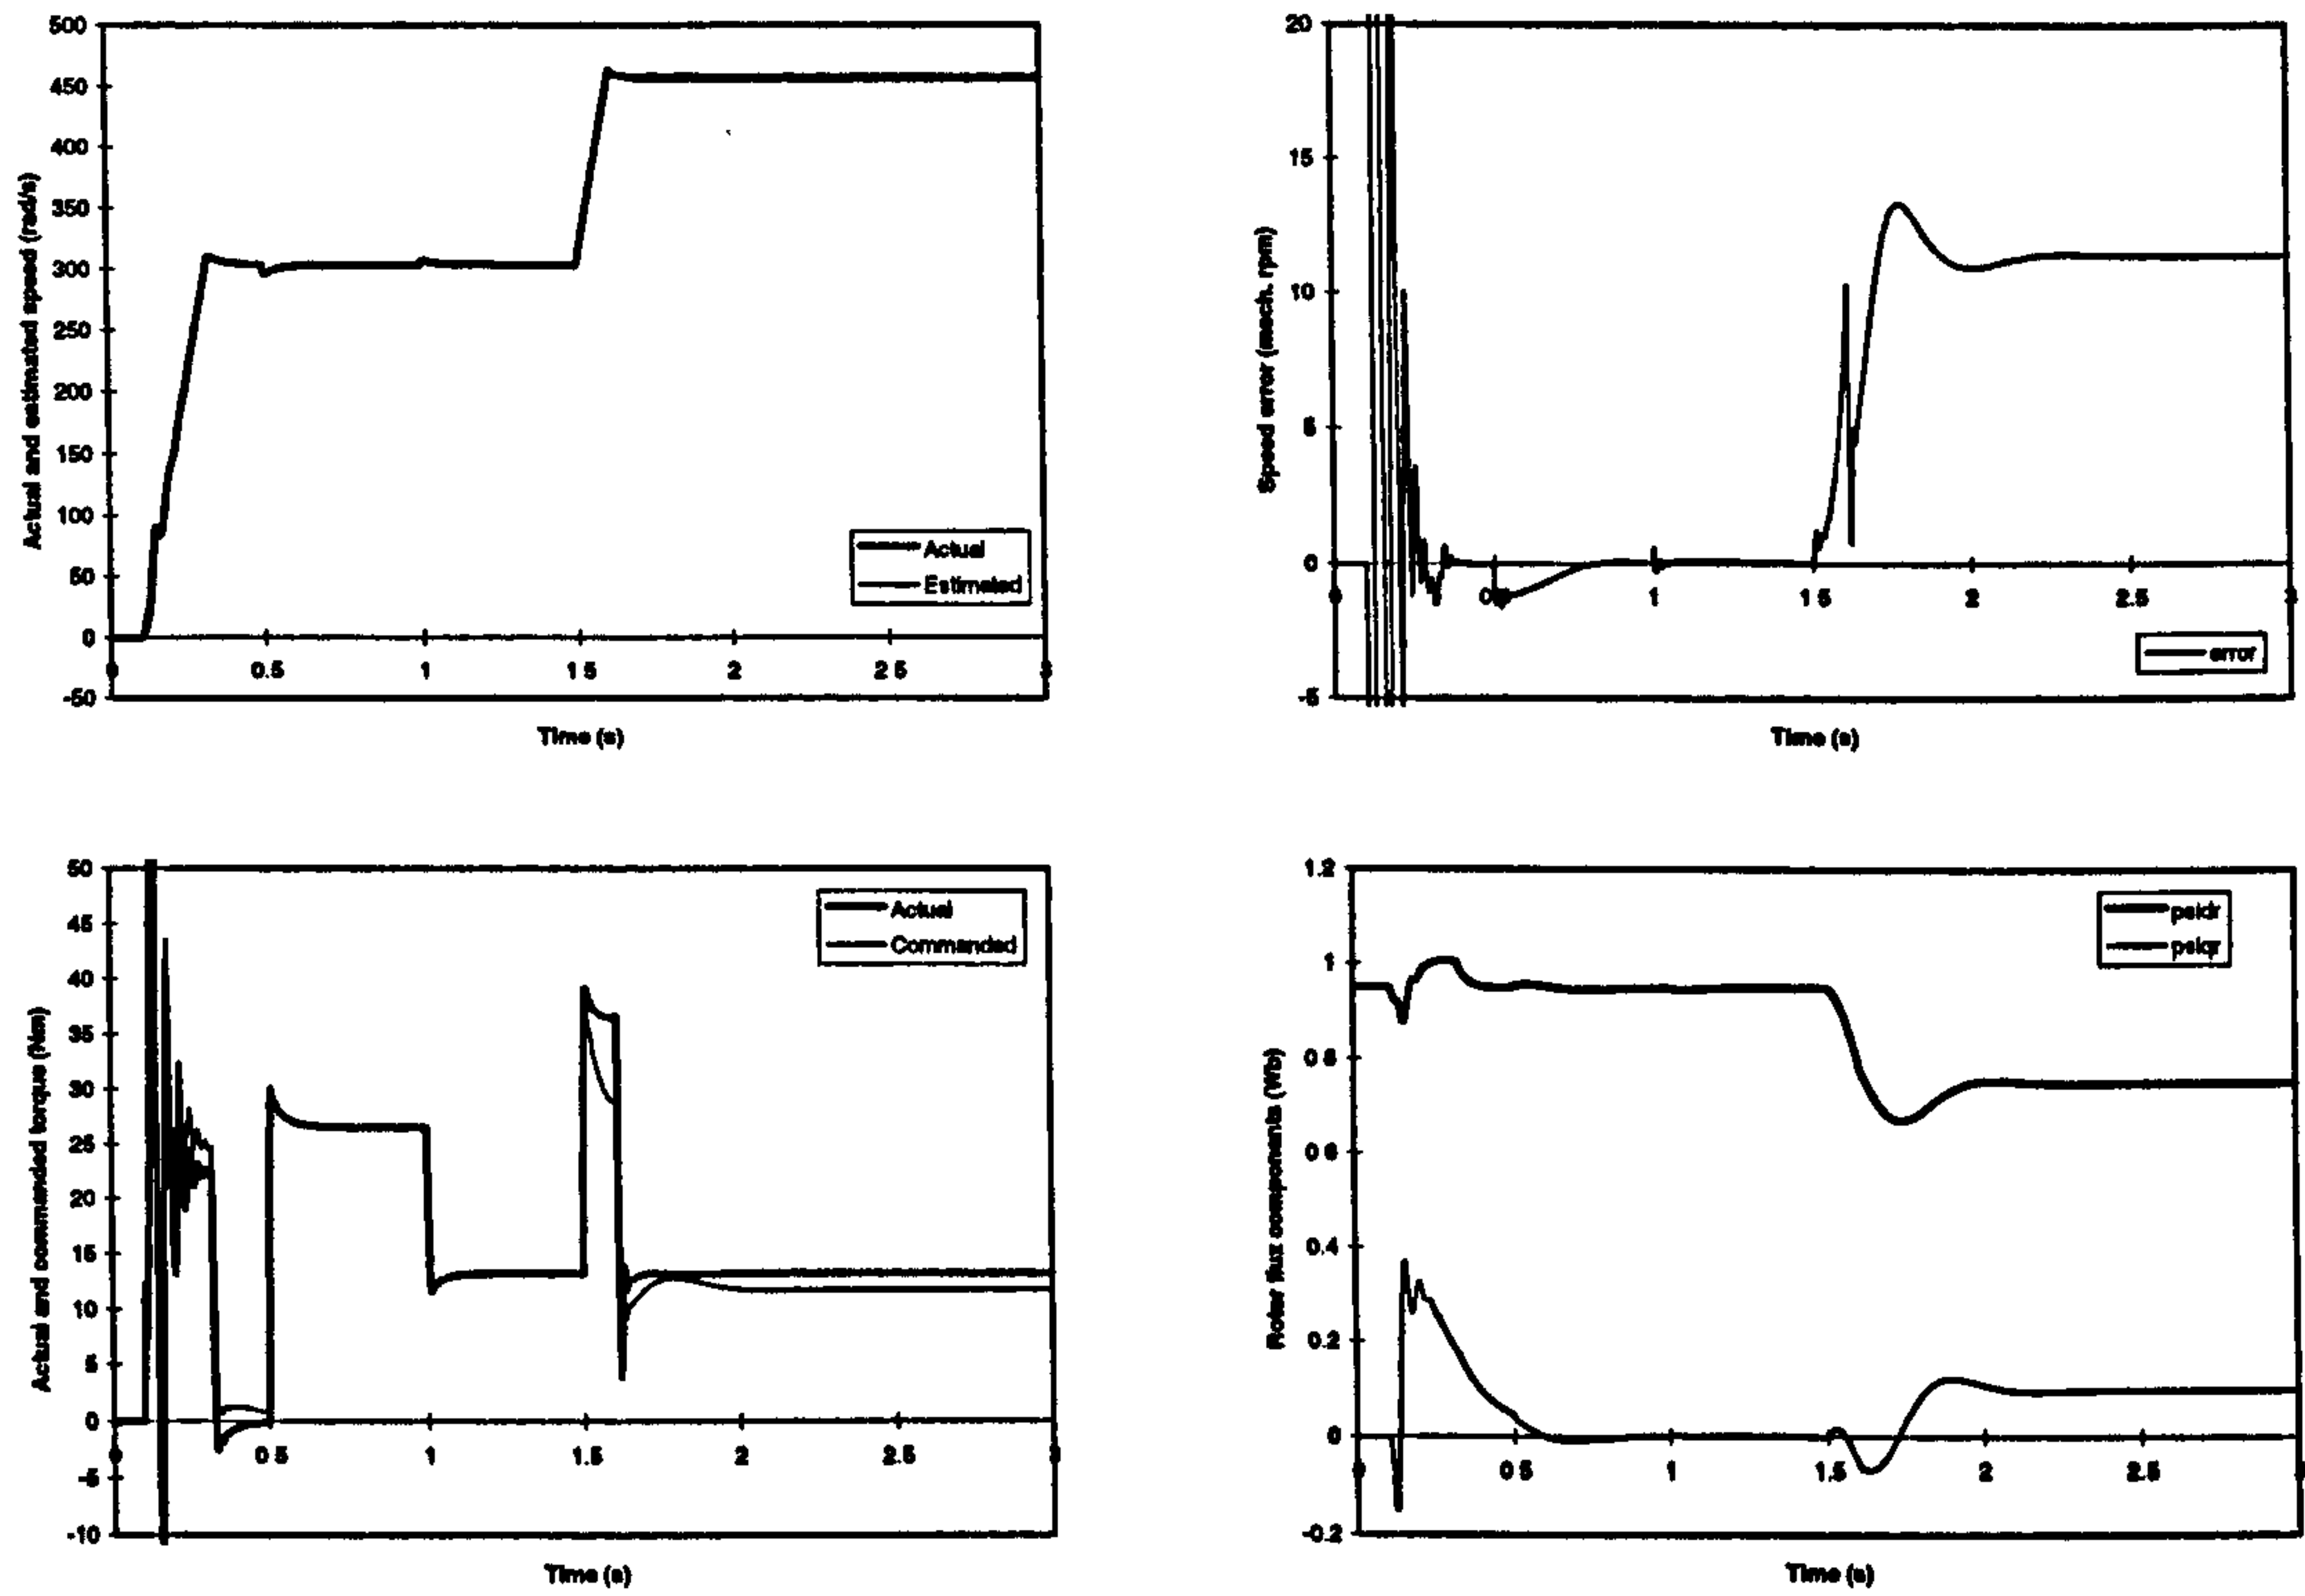 500
450
400
350
300
250
200
150
100
50
0
-50
Actual and estimated speed (rad/s)
0 0.5 1 1 5 2 2 5 3
Time (s)
Actual
Estimated
20
15
10
5
0
-5
Speed error (mech. rpm)
0 0.5 1 1 5 2 2.5 3
Time (s)
error
50
45
40
35
30
25
20
15
10
5
0
-5
-10
Actual and commanded torque (Nm)
0 0 5 1 1.5 2 2.5 3
Time (s)
Actual
Commanded
1.2
1
0 8
0 6
0.4
0.2
0
-0.2
Rotor flux components (Wb)
0 0 5 1 1.5 2 2.5
Time (s)
psidr
psiqr